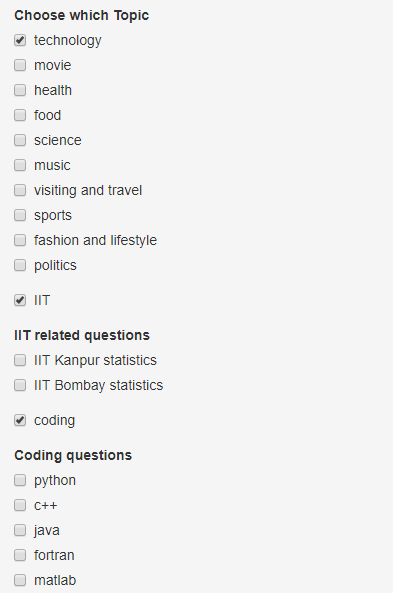 Choose which Topic
technology
movie
health
food
science
music
visiting and travel
sports
fashion and lifestyle
politics
IIT
IIT related questions
IIT Kanpur statistics
IIT Bombay statistics
coding
Coding questions
python
c++
java
fortran
matlab